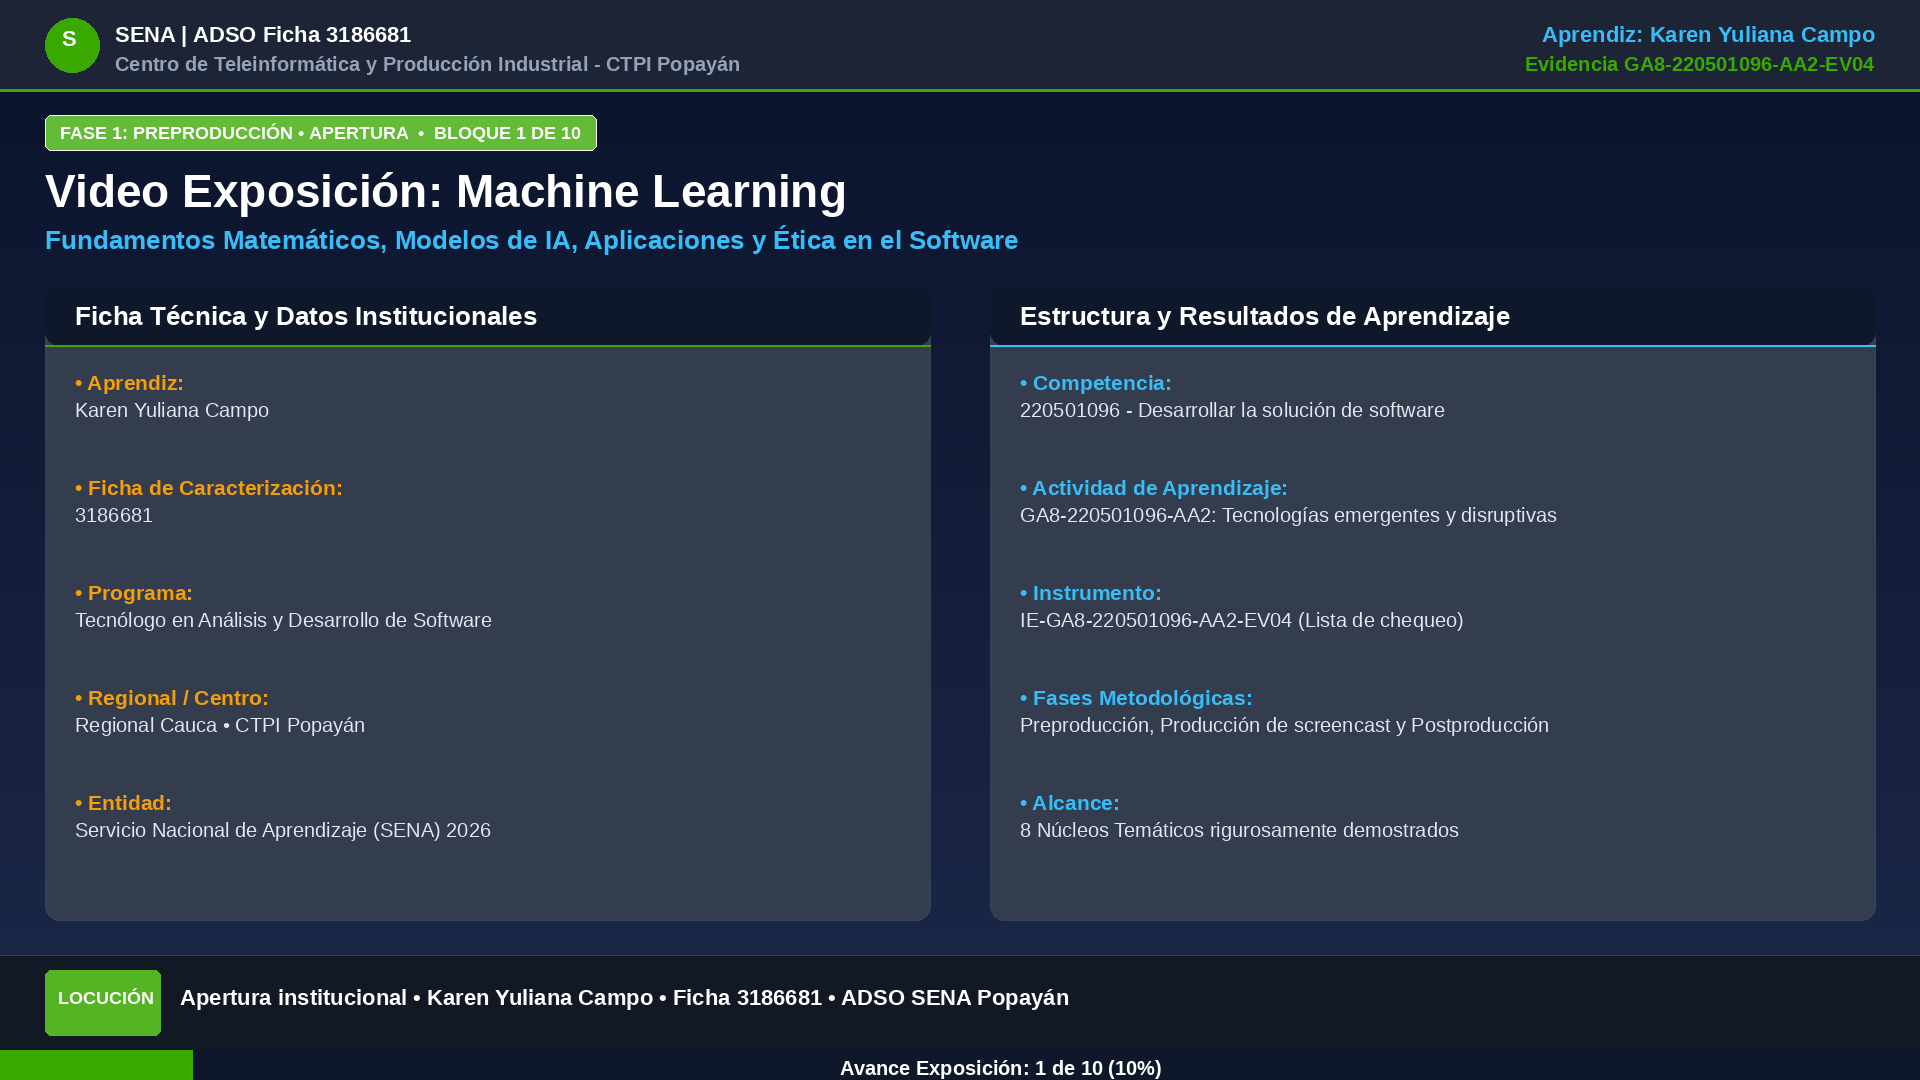 S
SENA | ADSO Ficha 3186681
Centro de Teleinformática y Producción Industrial - CTPI Popayán
Aprendiz: Karen Yuliana Campo
Evidencia GA8-220501096-AA2-EV04
FASE 1: PREPRODUCCIÓN • APERTURA • BLOQUE 1 DE 10
Video Exposición: Machine Learning
Fundamentos Matemáticos, Modelos de IA, Aplicaciones y Ética en el Software
Ficha Técnica y Datos Institucionales
• Aprendiz:
Karen Yuliana Campo
• Ficha de Caracterización:
3186681
• Programa:
Tecnólogo en Análisis y Desarrollo de Software
• Regional / Centro:
Regional Cauca • CTPI Popayán
• Entidad:
Servicio Nacional de Aprendizaje (SENA) 2026
Estructura y Resultados de Aprendizaje
• Competencia:
220501096 - Desarrollar la solución de software
• Actividad de Aprendizaje:
GA8-220501096-AA2: Tecnologías emergentes y disruptivas
• Instrumento:
IE-GA8-220501096-AA2-EV04 (Lista de chequeo)
• Fases Metodológicas:
Preproducción, Producción de screencast y Postproducción
• Alcance:
8 Núcleos Temáticos rigurosamente demostrados
LOCUCIÓN
Apertura institucional • Karen Yuliana Campo • Ficha 3186681 • ADSO SENA Popayán
Avance Exposición: 1 de 10 (10%)